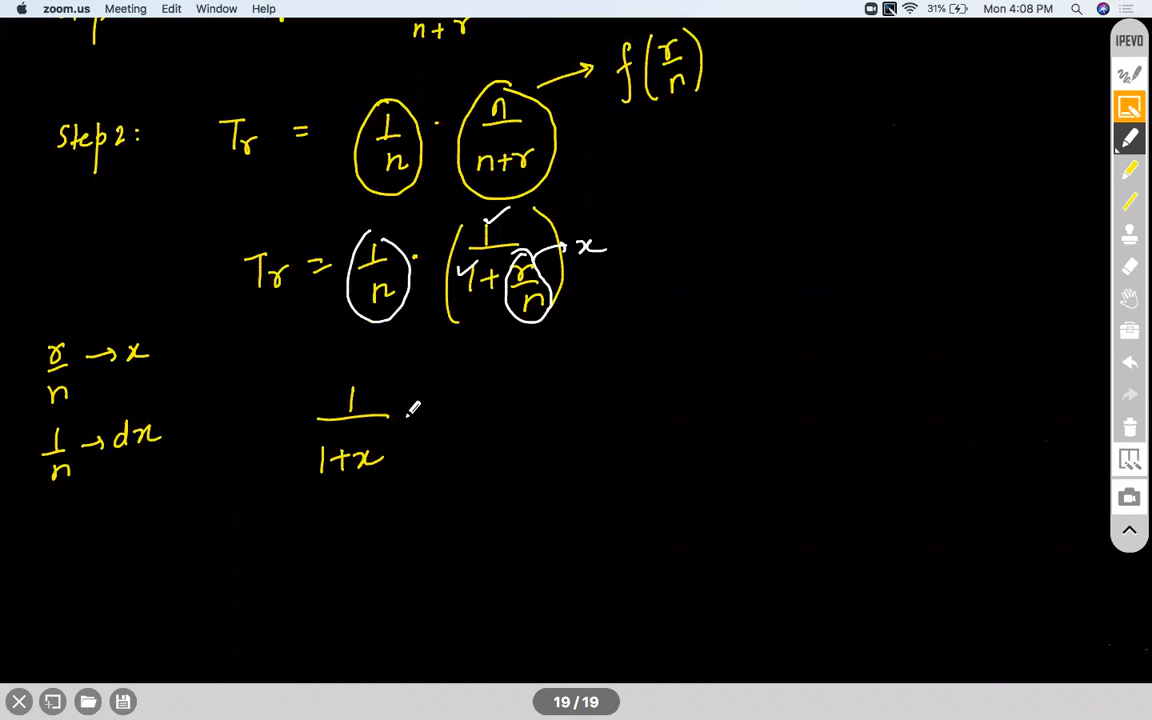 zoom.us Meeting Edit Window Help 31% Mon 4:08 PM
IPEVO
n+r
f(r/n)
Step 2: Tr = 1/n · n/n+r
Tr = 1/n · (1/1+r/n) → x
r/n → x
1/n → dx
1/1+x
19 / 19